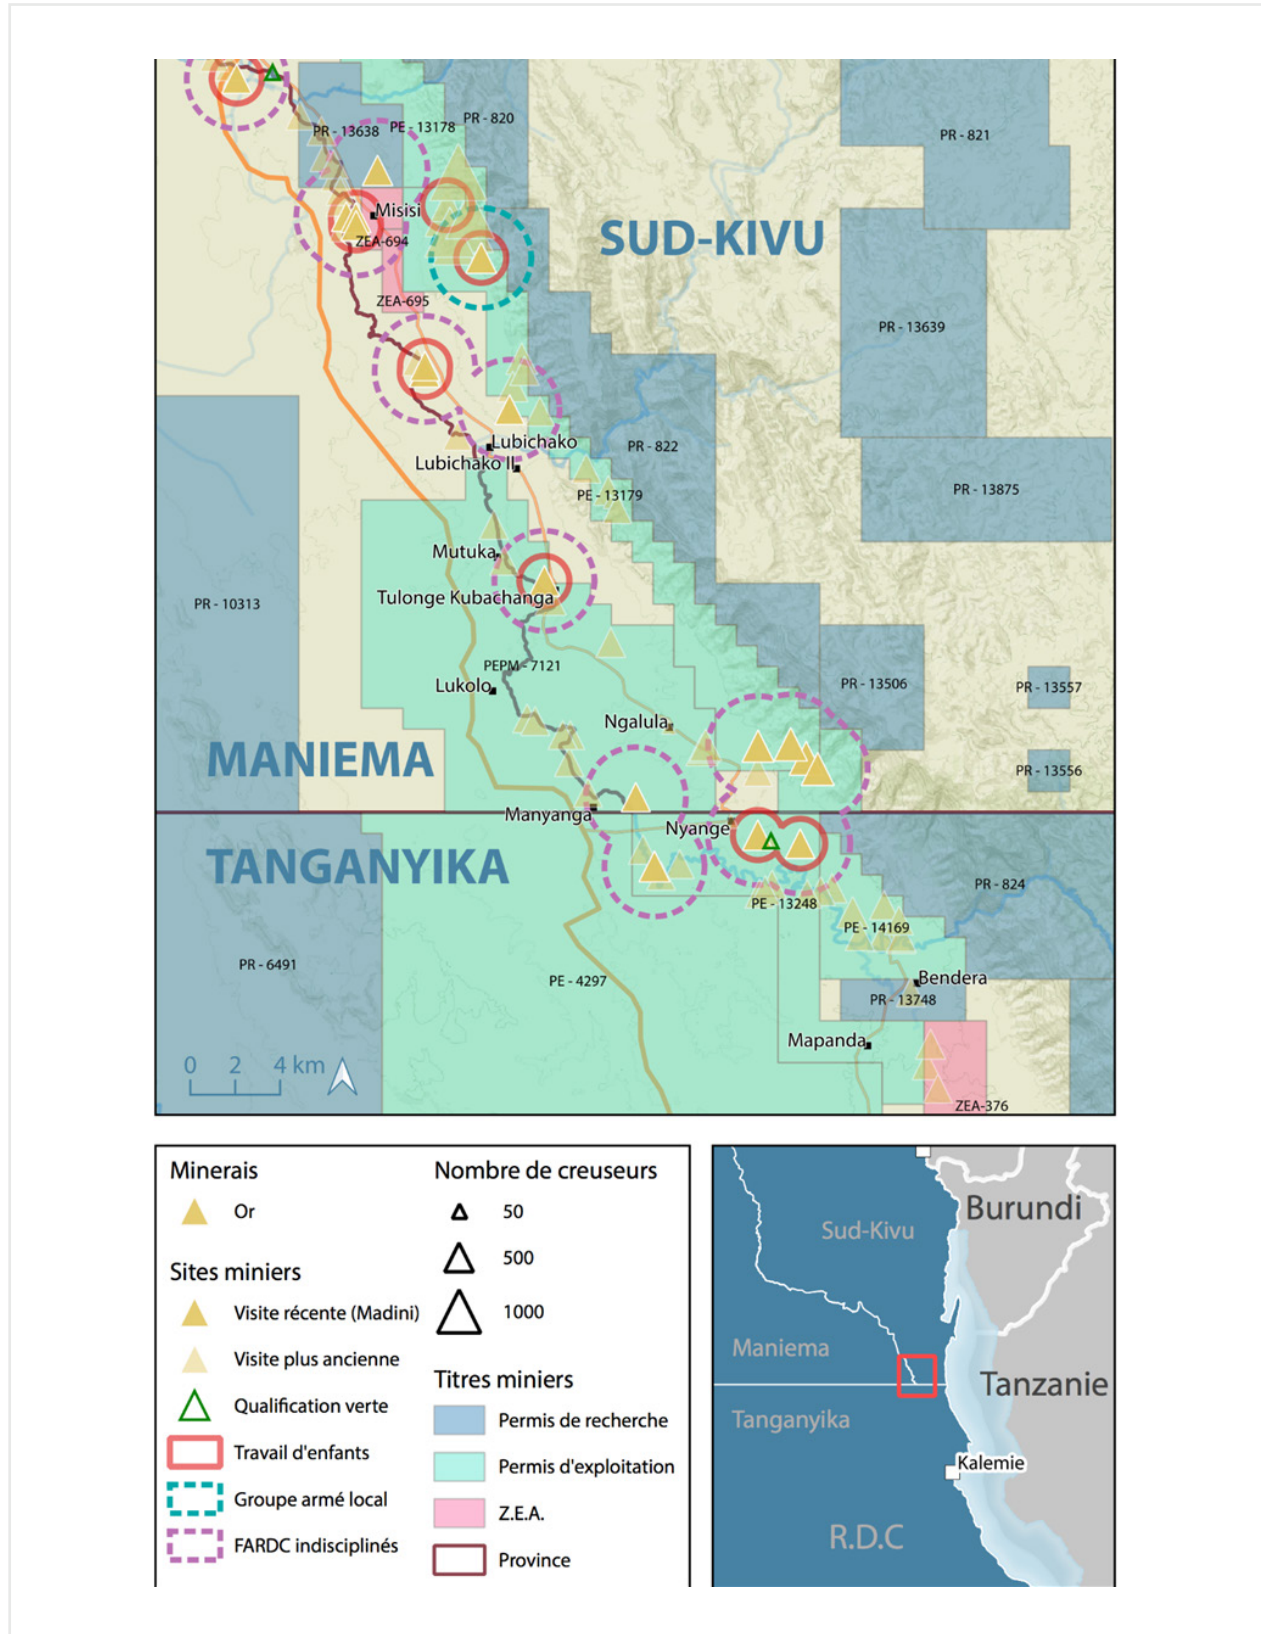 PR - 13638
PE - 13178
PR - 820
PR - 821
Misisi
ZEA-694
SUD-KIVU
ZEA-695
PR - 13639
Lubichako
Lubichako II
PR - 822
PE - 13179
PR - 13875
Mutuka
Tulonge Kubachanga
PR - 10313
PEPM - 7121
Lukolo
PR - 13506
PR - 13557
Ngalula
MANIEMA
PR - 13556
Manyanga
Nyange
TANGANYIKA
PR - 824
PE - 13248
PE - 14169
PR - 6491
PE - 4297
Bendera
PR - 13748
Mapanda
0 2 4 km
ZEA-376
Minerais
Or
Sites miniers
Visite récente (Madini)
Visite plus ancienne
Qualification verte
Travail d'enfants
Groupe armé local
FARDC indisciplinés
Nombre de creuseurs
50
500
1000
Titres miniers
Permis de recherche
Permis d'exploitation
Z.E.A.
Province
Burundi
Sud-Kivu
Maniema
Tanzanie
Tanganyika
Kalemie
R.D.C